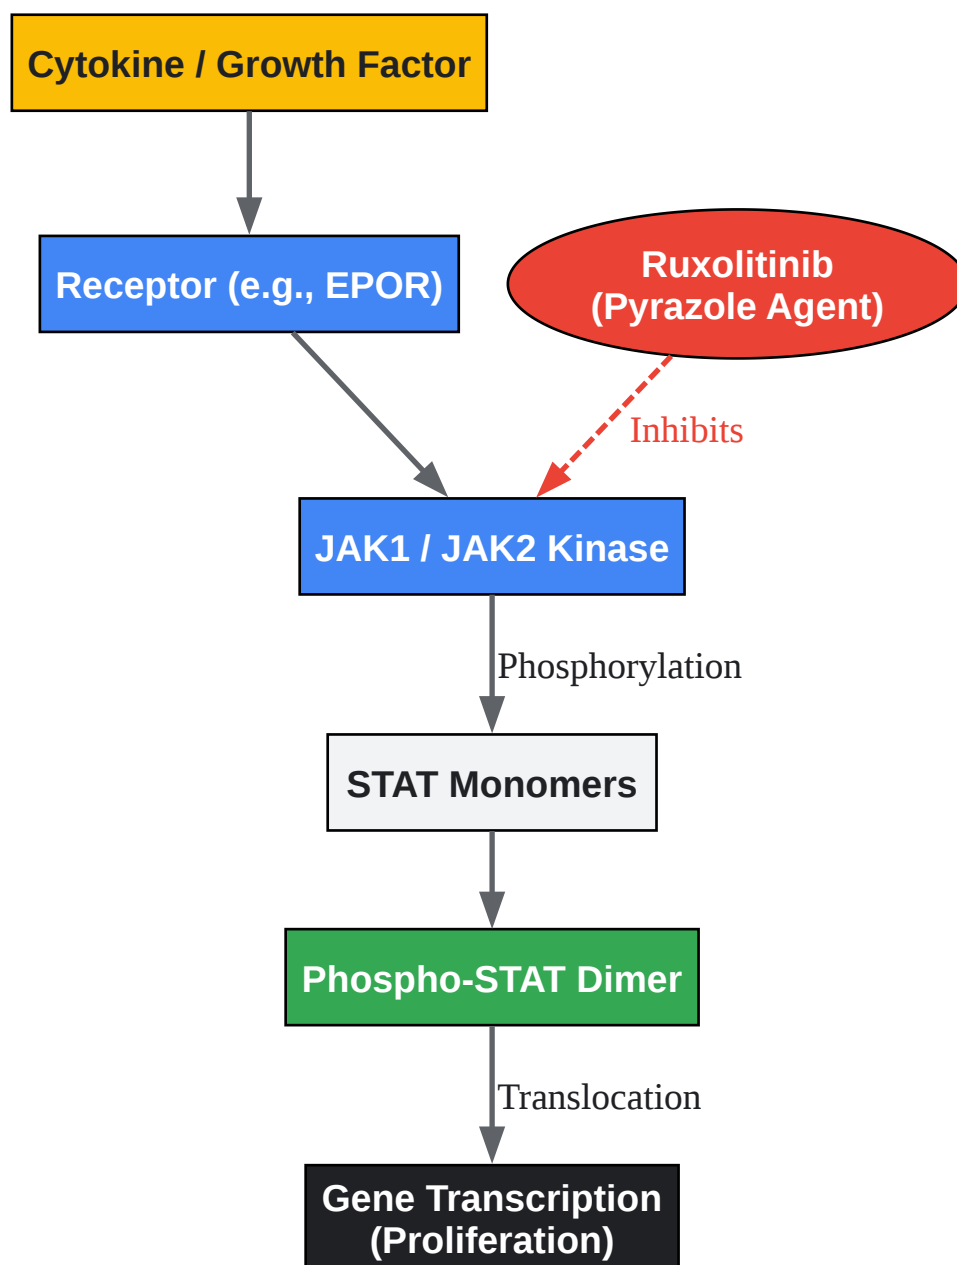 Cytokine / Growth Factor
Receptor (e.g., EPOR)
Ruxolitinib
(Pyrazole Agent)
Inhibits
JAK1 / JAK2 Kinase
Phosphorylation
STAT Monomers
Phospho-STAT Dimer
Translocation
Gene Transcription
(Proliferation)